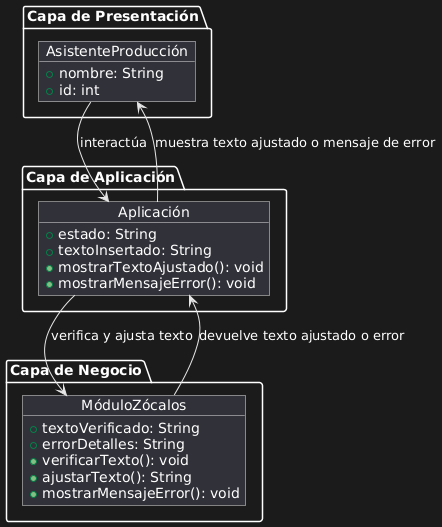 Capa de Presentación
AsistenteProducción
nombre: String
id: int
interactúa
muestra texto ajustado o mensaje de error
Capa de Aplicación
Aplicación
estado: String
textoInsertado: String
mostrarTextoAjustado(): void
mostrarMensajeError(): void
verifica y ajusta texto
devuelve texto ajustado o error
Capa de Negocio
MóduloZócalos
textoVerificado: String
errorDetalles: String
verificarTexto(): void
ajustarTexto(): String
mostrarMensajeError(): void